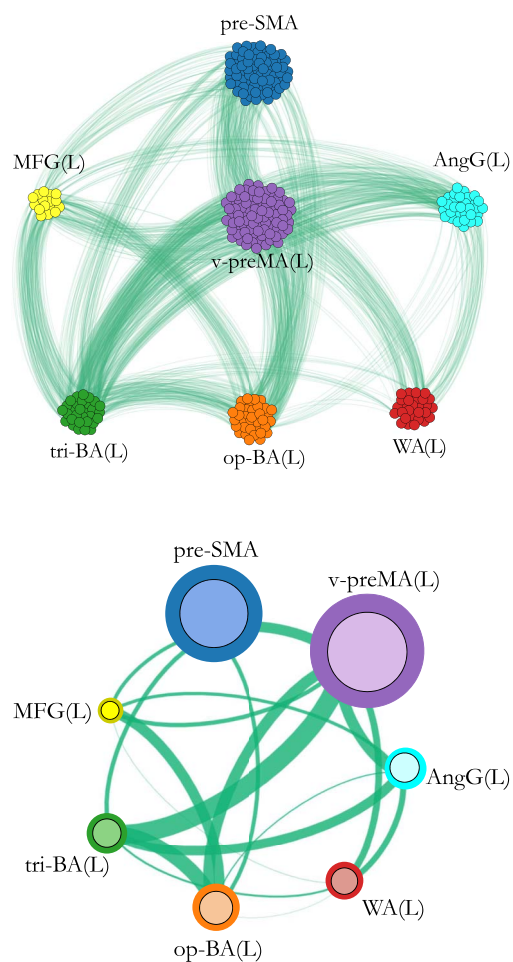 pre-SMA
MFG(L)
AngG(L)
v-preMA(L)
tri-BA(L)
op-BA(L)
WA(L)
pre-SMA
v-preMA(L)
MFG(L)
AngG(L)
tri-BA(L)
WA(L)
op-BA(L)